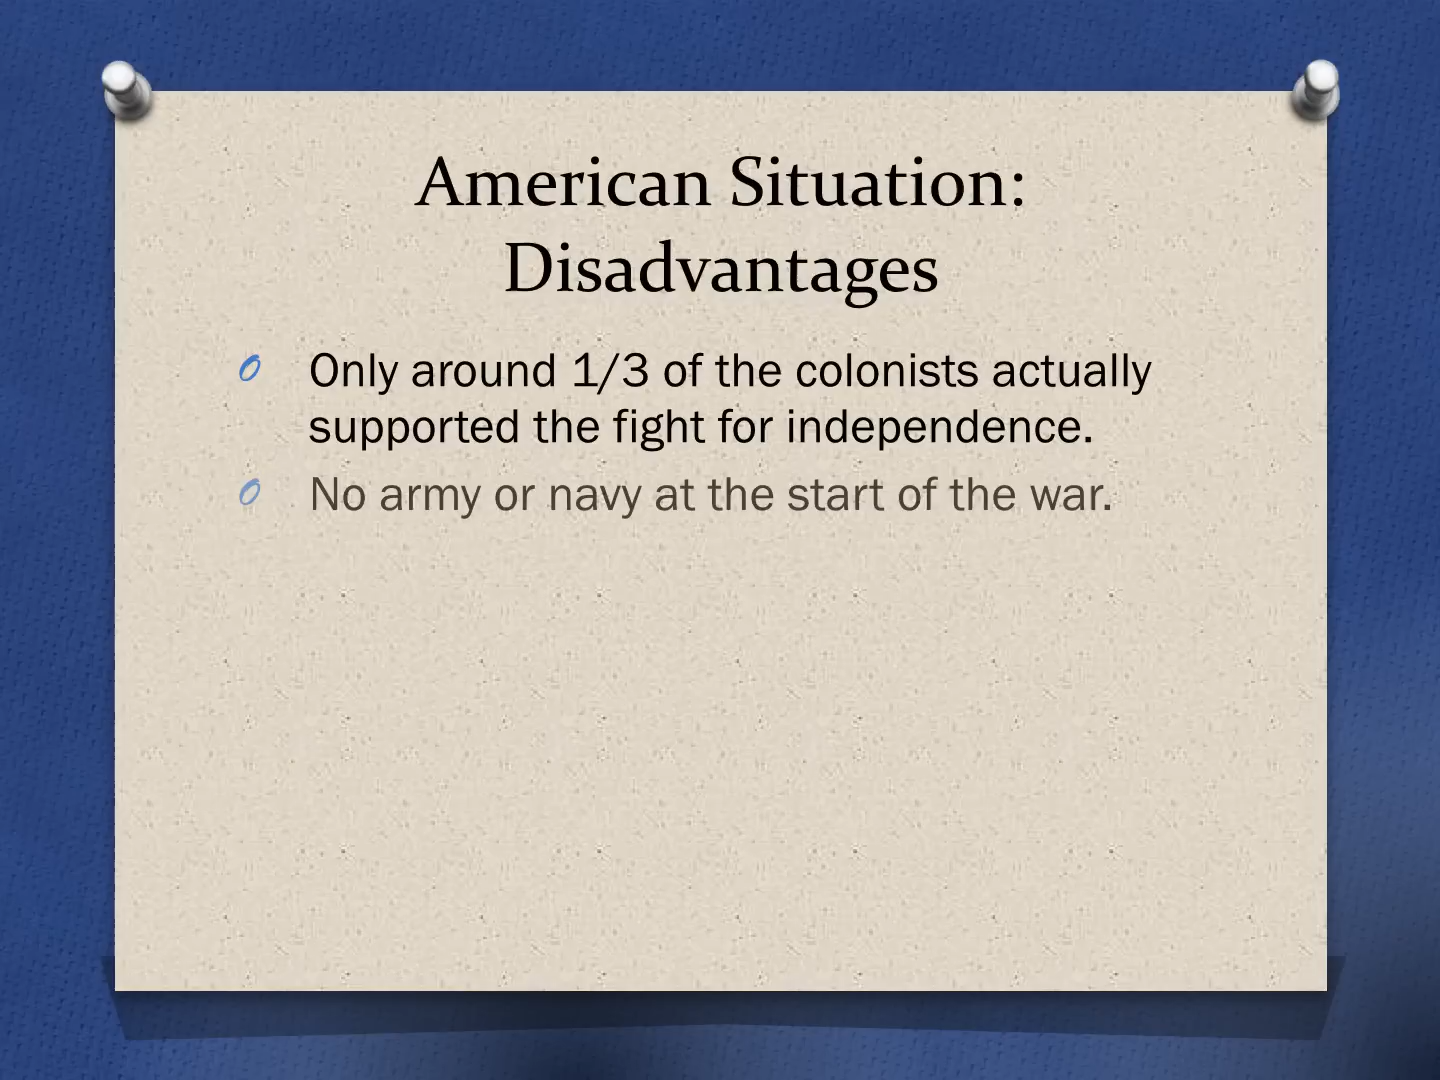 American Situation:
Disadvantages
Only around 1/3 of the colonists actually
supported the fight for independence.
No army or navy at the start of the war.